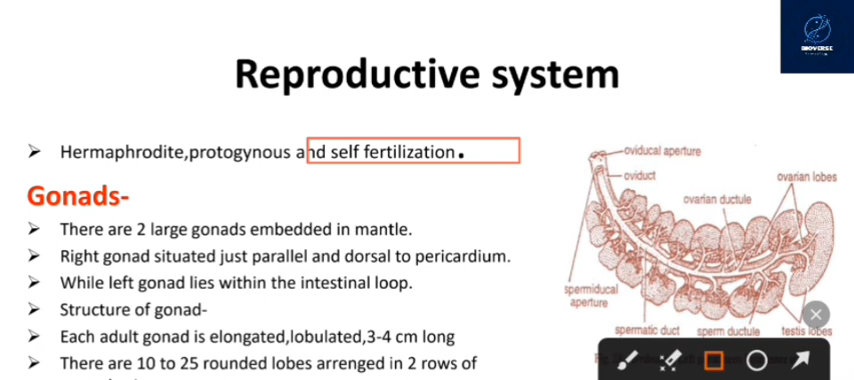 BIOVERSE
Reproductive system
➢ Hermaphrodite,protogynous and self fertilization.
Gonads-
➢ There are 2 large gonads embedded in mantle.
➢ Right gonad situated just parallel and dorsal to pericardium.
➢ While left gonad lies within the intestinal loop.
➢ Structure of gonad-
➢ Each adult gonad is elongated,lobulated,3-4 cm long
➢ There are 10 to 25 rounded lobes arrenged in 2 rows of
oviducal aperture
oviduct
ovarian lobes
ovarian ductule
spermiducal
aperture
spermatic duct
sperm ductule
testis lobes